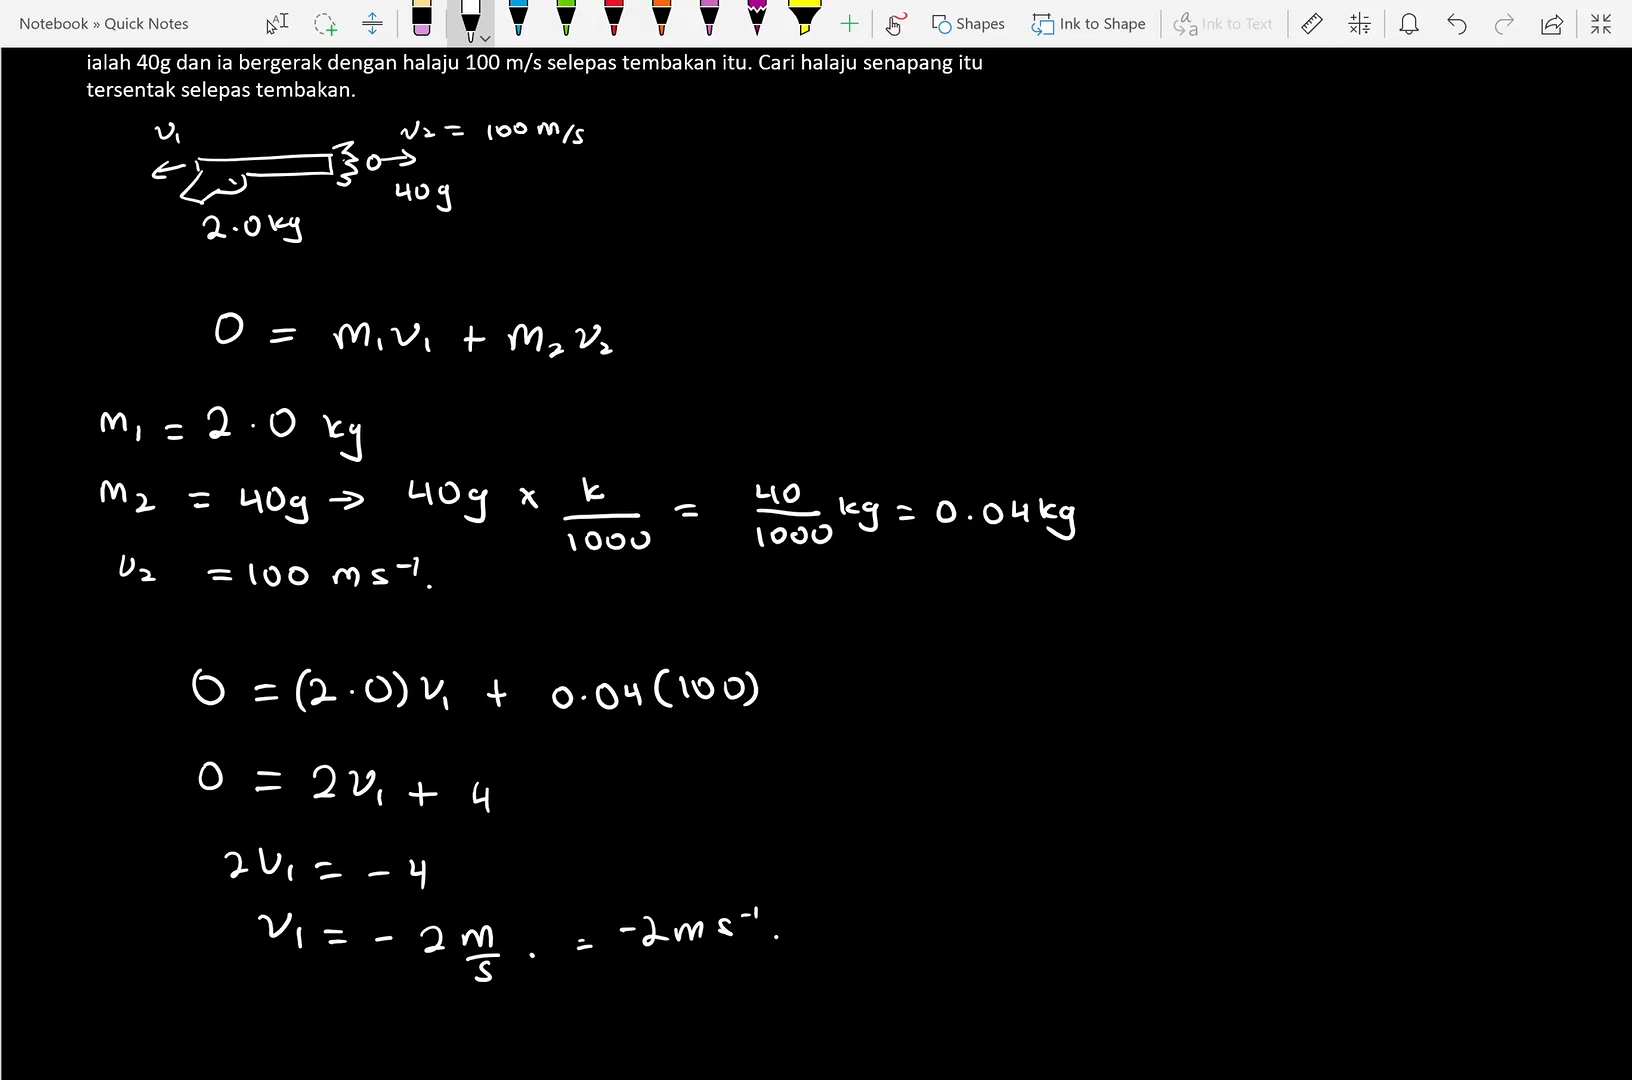 Notebook » Quick Notes
Shapes
Ink to Shape
Ink to Text
ialah 40g dan ia bergerak dengan halaju 100 m/s selepas tembakan itu. Cari halaju senapang itu
tersentak selepas tembakan.
v₁
v₂ = 100 m/s
40g
2.0kg
0 = m₁v₁ + m₂v₂
m₁ = 2.0 kg
m₂ = 40g → 40g × k/1000 = 40/1000 kg = 0.04kg
v₂ = 100 ms⁻¹.
0 = (2.0)v₁ + 0.04(100)
0 = 2v₁ + 4
2v₁ = - 4
v₁ = - 2 m/s. = -2ms⁻¹.